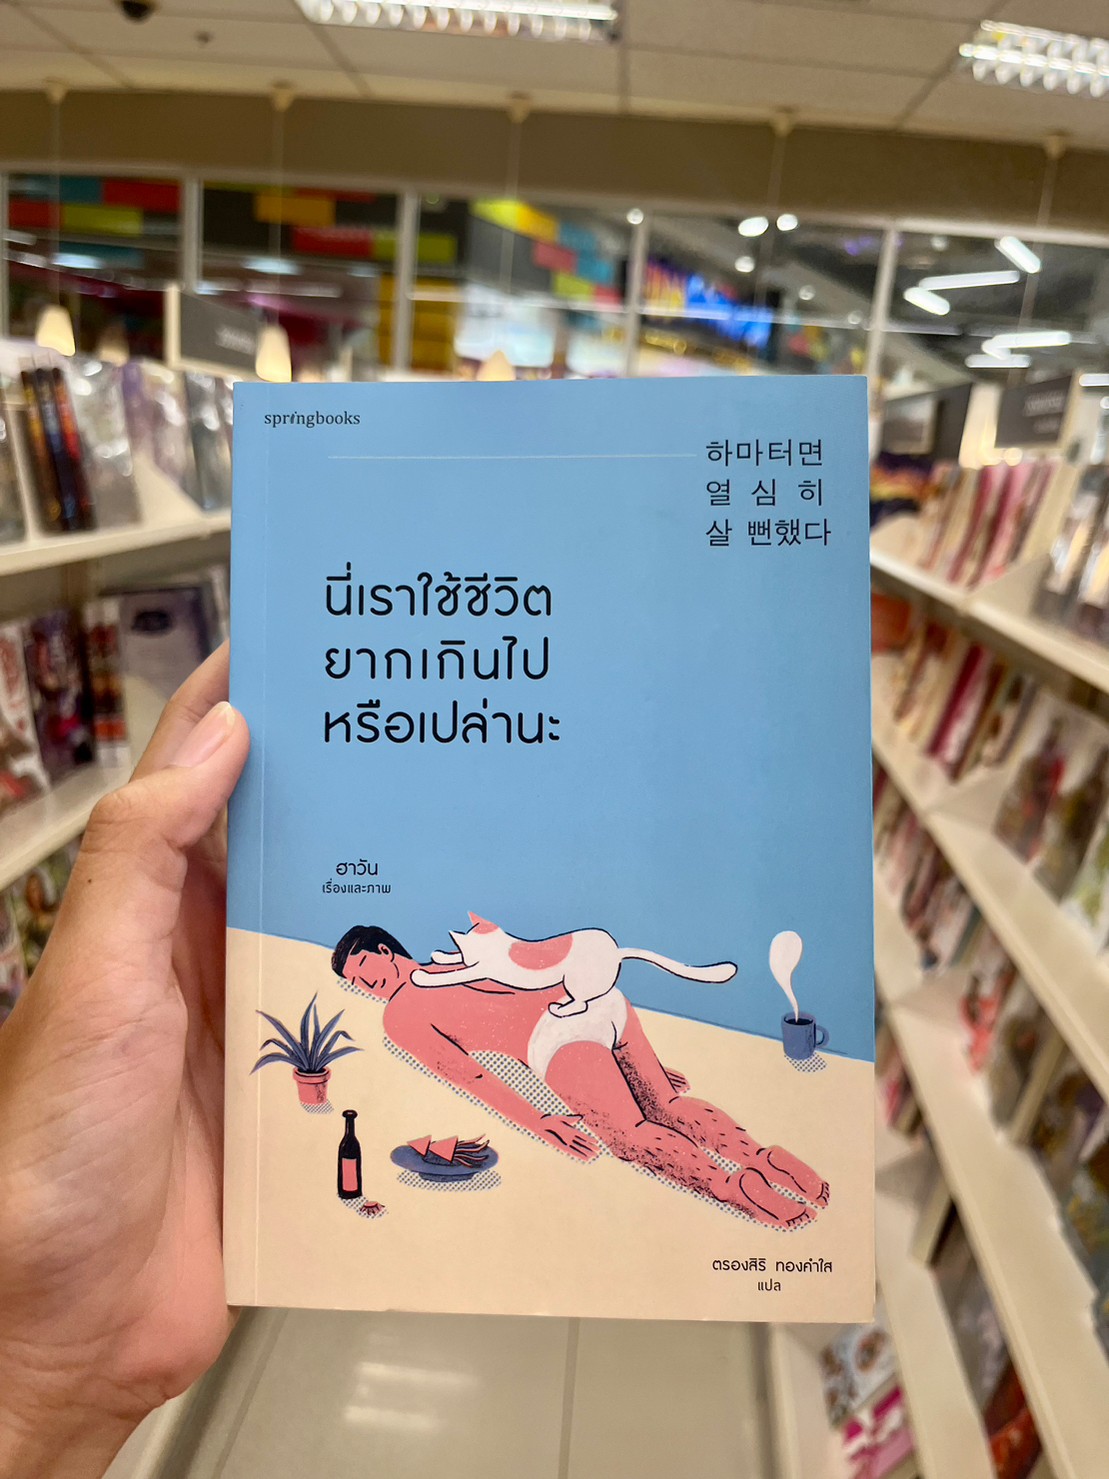 springbooks
하마터면
열 심 히
살 뻔했다
นี่เราใช้ชีวิต
ยากเกินไป
หรือเปล่านะ
ฮาวัน
เรื่องและภาพ
ตรองสิริ ทองคำใส
แปล